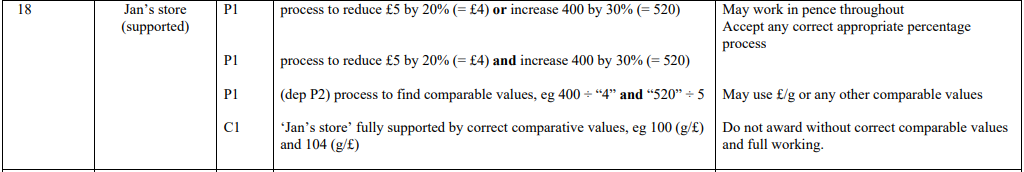 18
Jan’s store
(supported)
P1
process to reduce £5 by 20% (= £4) or increase 400 by 30% (= 520)
May work in pence throughout
Accept any correct appropriate percentage
process
P1
process to reduce £5 by 20% (= £4) and increase 400 by 30% (= 520)
P1
(dep P2) process to find comparable values, eg 400 ÷ “4” and “520” ÷ 5
May use £/g or any other comparable values
C1
‘Jan’s store’ fully supported by correct comparative values, eg 100 (g/£)
and 104 (g/£)
Do not award without correct comparable values
and full working.